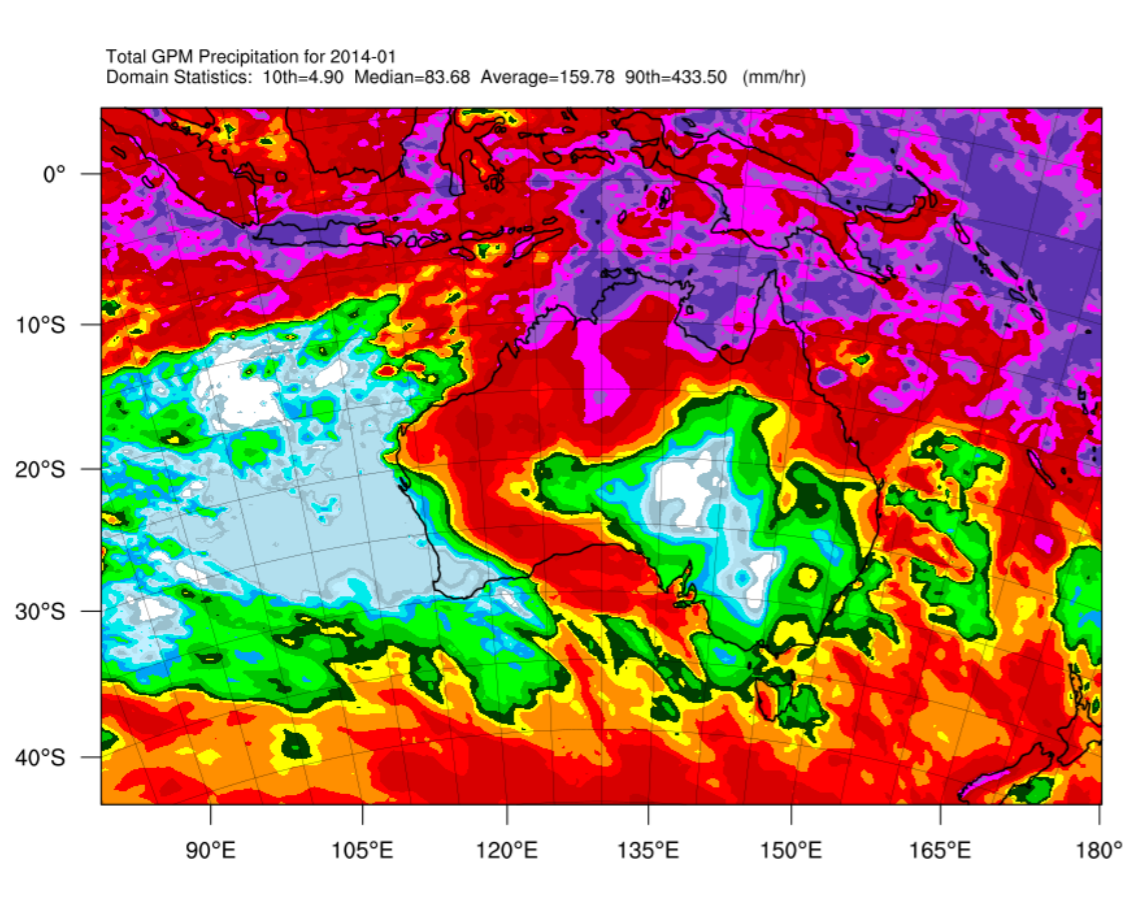 Total GPM Precipitation for 2014-01
Domain Statistics: 10th=4.90 Median=83.68 Average=159.78 90th=433.50 (mm/hr)
0°
10°S
20°S
30°S
40°S
90°E 105°E 120°E 135°E 150°E 165°E 180°